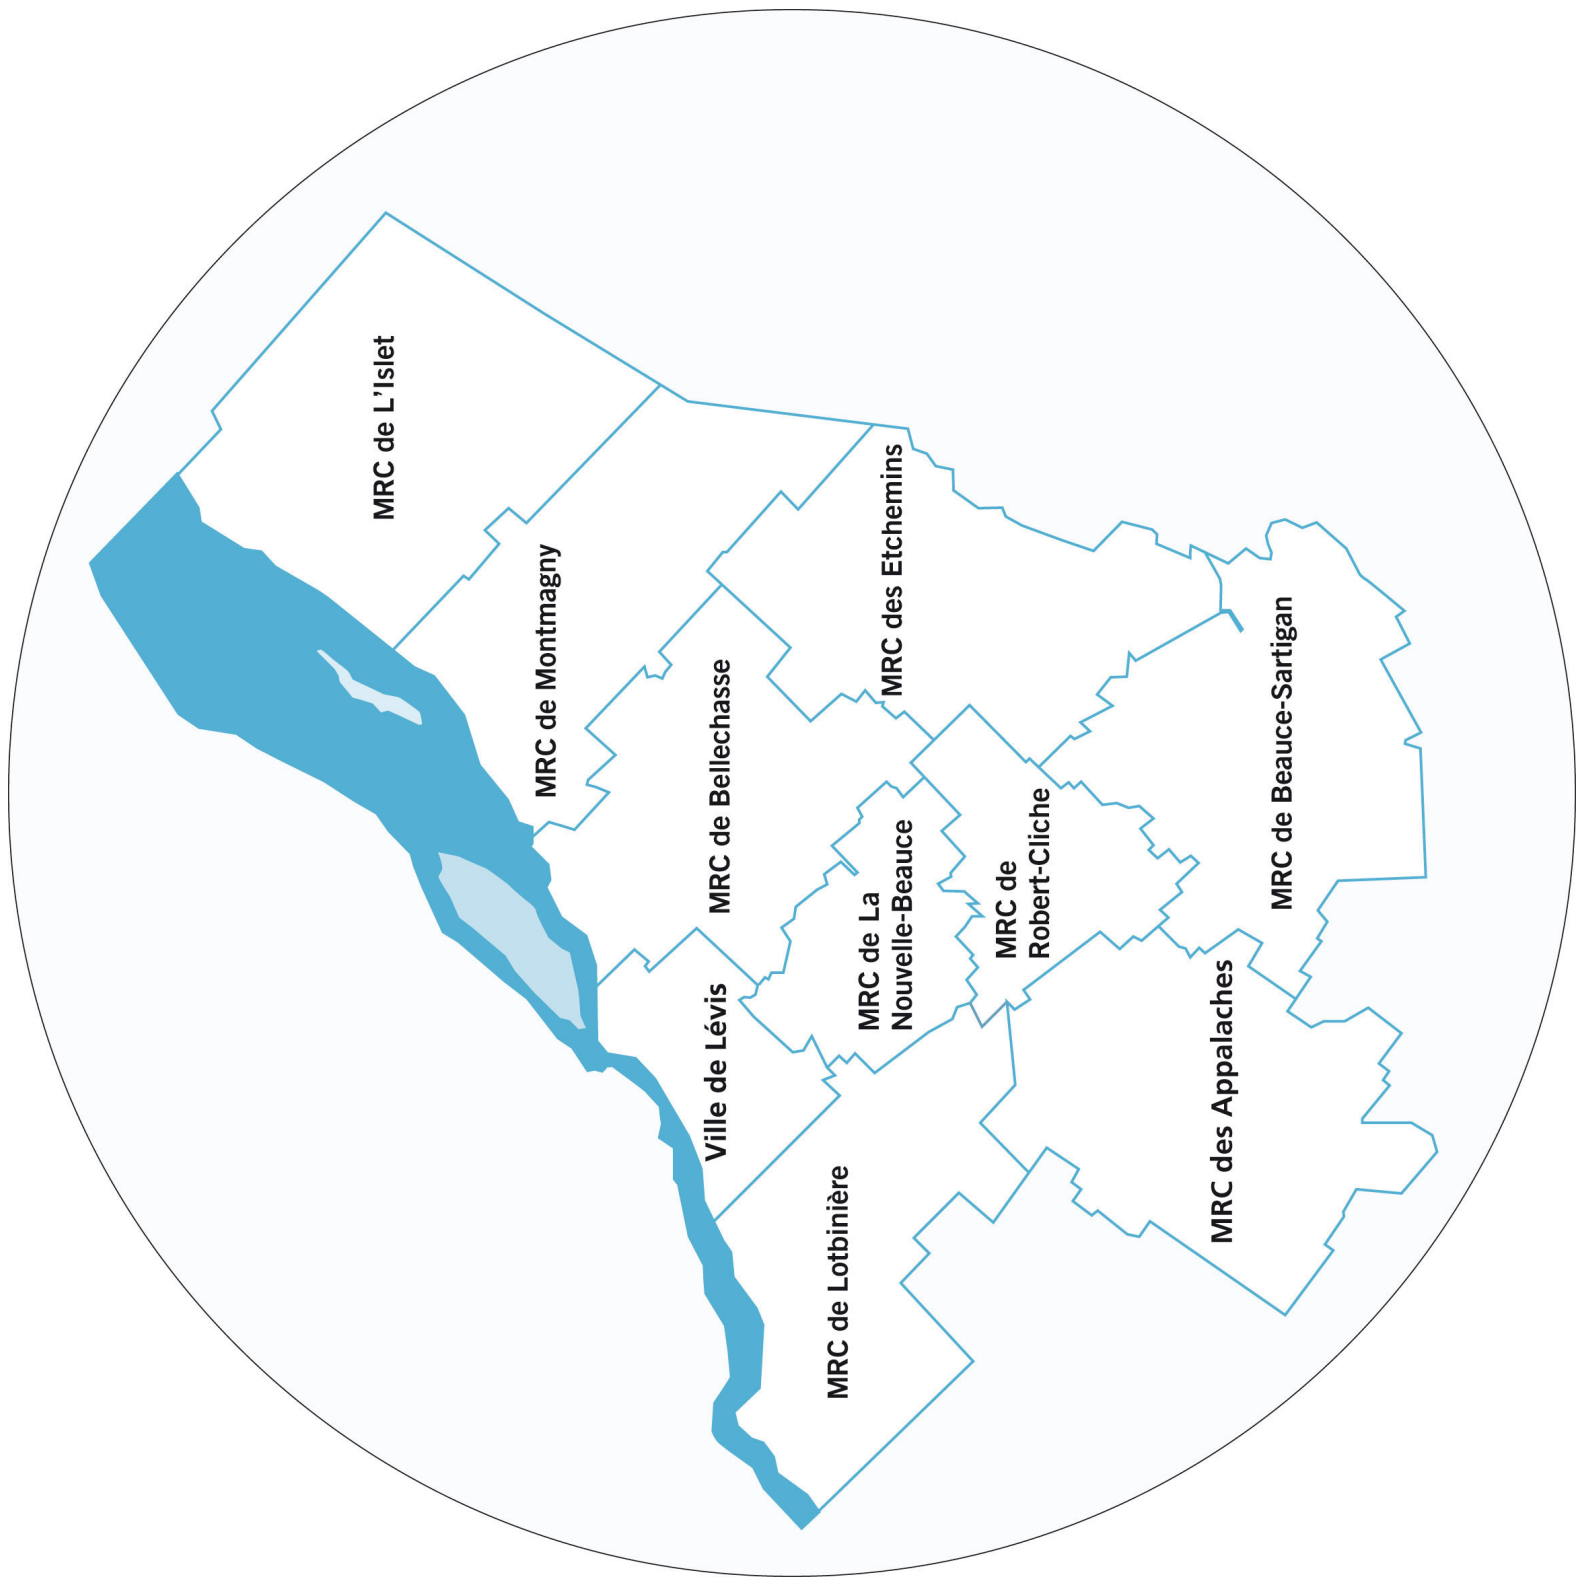 MRC de L'Islet
MRC de Montmagny
MRC de Bellechasse
MRC des Etchemins
Ville de Lévis
MRC de La
Nouvelle-Beauce
MRC de
Robert-Cliche
MRC de Beauce-Sartigan
MRC de Lotbinière
MRC des Appalaches